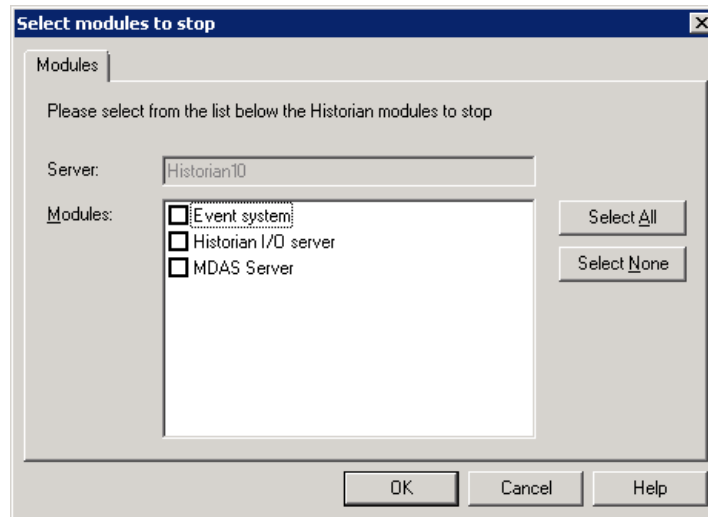 Select modules to stop
Modules
Please select from the list below the Historian modules to stop
Server: Historian10
Modules:
Event system
Historian I/O server
MDAS Server
Select All
Select None
OK Cancel Help